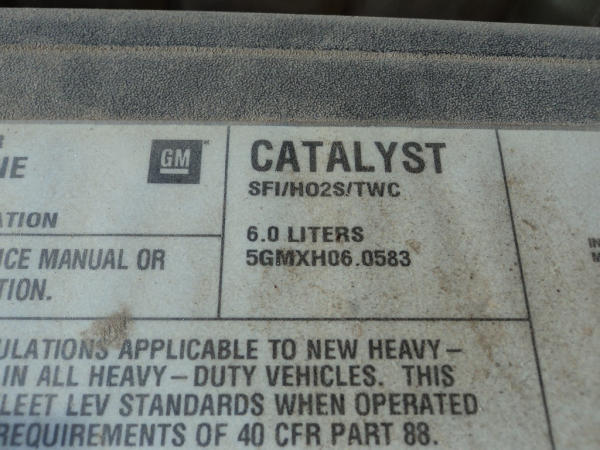 GM
CATALYST
SFI/HO2S/TWC
6.0 LITERS
5GMXH06.0583
ATION
ICE MANUAL OR
TION.
ULATIONS APPLICABLE TO NEW HEAVY–
IN ALL HEAVY–DUTY VEHICLES. THIS
LEET LEV STANDARDS WHEN OPERATED
REQUIREMENTS OF 40 CFR PART 88.